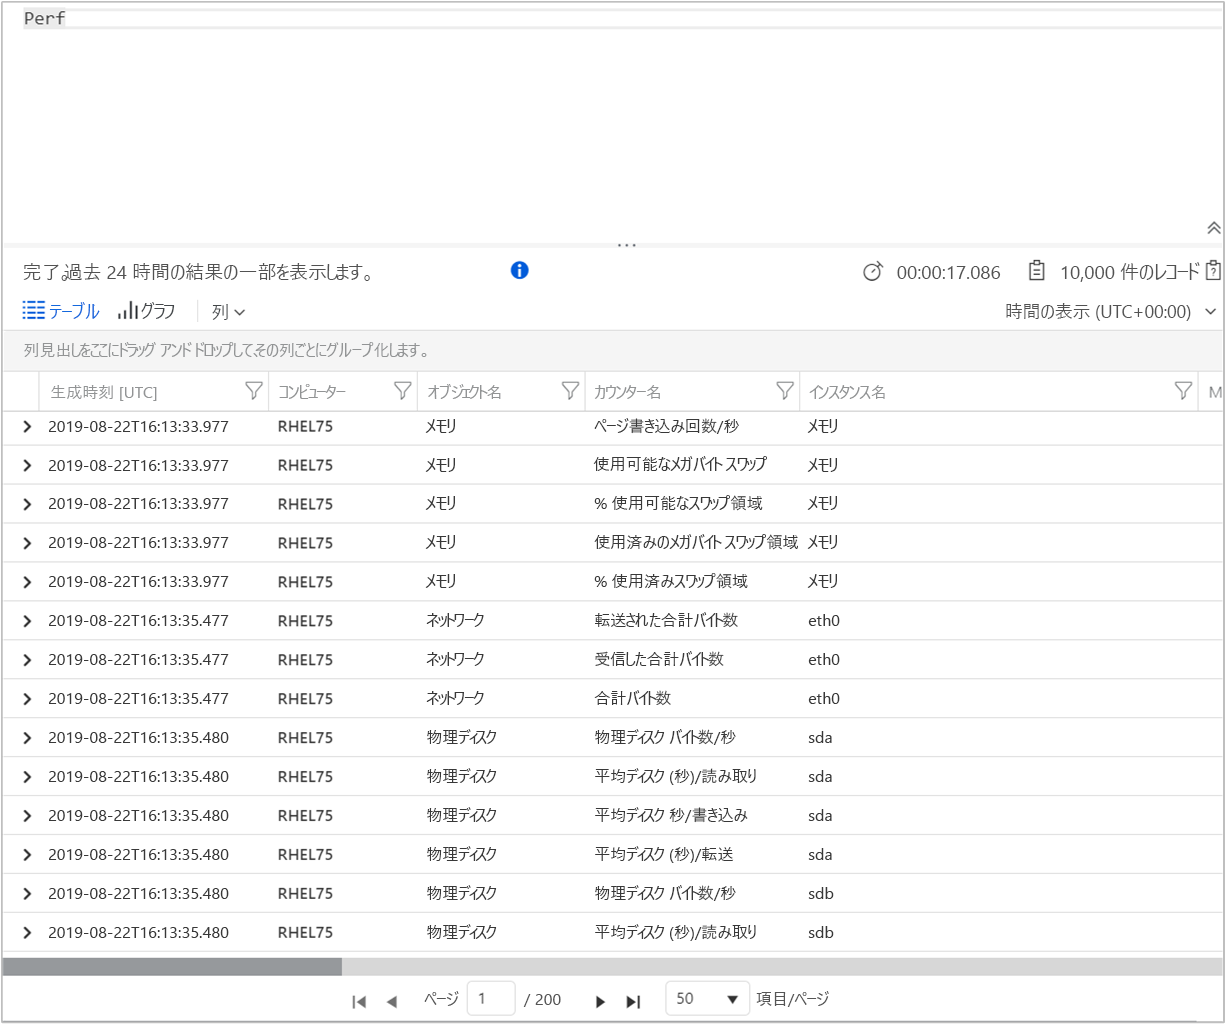 Perf
...
完了。過去 24 時間の結果の一部を表示します。 00:00:17.086 10,000 件のレコード
テーブル グラフ 列 時間の表示 (UTC+00:00)
列見出しをここにドラッグ アンド ドロップしてその列ごとにグループ化します。
生成時刻 [UTC] コンピューター オブジェクト名 カウンター名 インスタンス名 M
2019-08-22T16:13:33.977 RHEL75 メモリ ページ書き込み回数/秒 メモリ
2019-08-22T16:13:33.977 RHEL75 メモリ 使用可能なメガバイト スワップ メモリ
2019-08-22T16:13:33.977 RHEL75 メモリ % 使用可能なスワップ領域 メモリ
2019-08-22T16:13:33.977 RHEL75 メモリ 使用済みのメガバイト スワップ領域 メモリ
2019-08-22T16:13:33.977 RHEL75 メモリ % 使用済みスワップ領域 メモリ
2019-08-22T16:13:35.477 RHEL75 ネットワーク 転送された合計バイト数 eth0
2019-08-22T16:13:35.477 RHEL75 ネットワーク 受信した合計バイト数 eth0
2019-08-22T16:13:35.477 RHEL75 ネットワーク 合計バイト数 eth0
2019-08-22T16:13:35.480 RHEL75 物理ディスク 物理ディスク バイト数/秒 sda
2019-08-22T16:13:35.480 RHEL75 物理ディスク 平均ディスク (秒)/読み取り sda
2019-08-22T16:13:35.480 RHEL75 物理ディスク 平均ディスク 秒/書き込み sda
2019-08-22T16:13:35.480 RHEL75 物理ディスク 平均ディスク (秒)/転送 sda
2019-08-22T16:13:35.480 RHEL75 物理ディスク 物理ディスク バイト数/秒 sdb
2019-08-22T16:13:35.480 RHEL75 物理ディスク 平均ディスク (秒)/読み取り sdb
ページ 1 / 200 50 項目/ページ